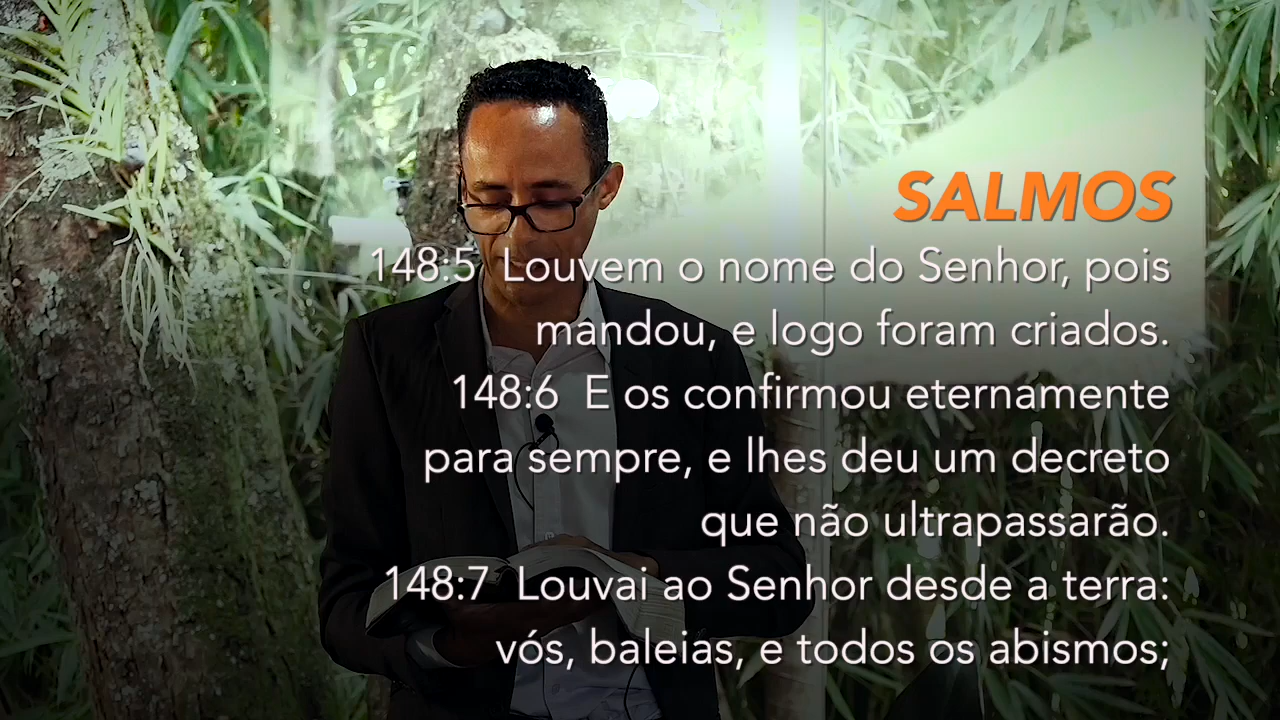 SALMOS
148:5 Louvem o nome do Senhor, pois
mandou, e logo foram criados.
148:6 E os confirmou eternamente
para sempre, e lhes deu um decreto
que não ultrapassarão.
148:7 Louvai ao Senhor desde a terra:
vós, baleias, e todos os abismos;